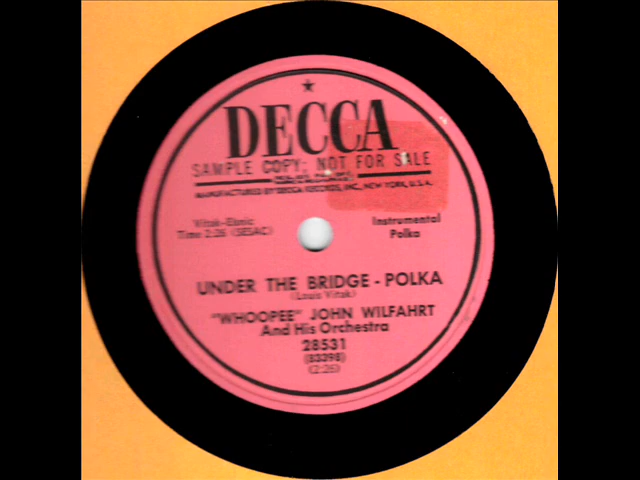 DECCA
SAMPLE COPY; NOT FOR SALE
MANUFACTURED BY DECCA RECORDS, INC., NEW YORK, U.S.A.
Vitak-Elsnic
Time 2:26 (SESAC)
Instrumental
Polka
UNDER THE BRIDGE - POLKA
(Louis Vitak)
"WHOOPEE" JOHN WILFAHRT
And His Orchestra
28531
(83398)
(2:26)